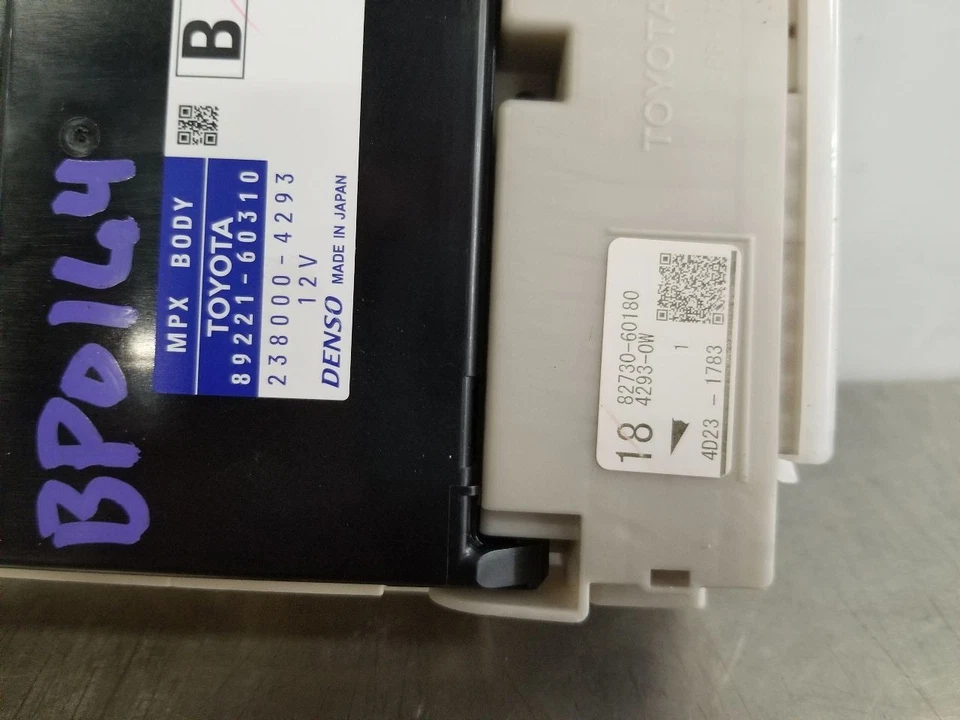 BP0164
B
MPX BODY
TOYOTA
89221-60310
238000-4293
12V
DENSO MADE IN JAPAN
TOYOTA
18 82730-60180
4293-0W
1
4D23 - 1783